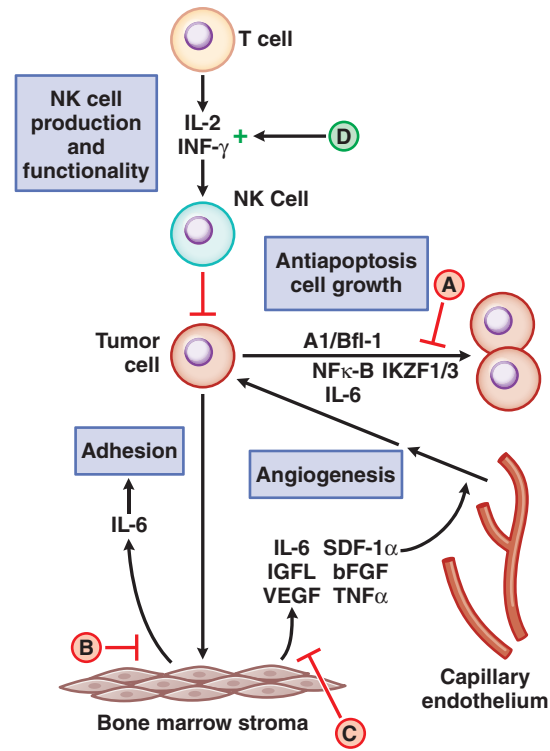 T cell
NK cell
production
and
functionality
IL-2
INF-γ
+
D
NK Cell
Antiapoptosis
cell growth
A
Tumor
cell
A1/Bfl-1
NFκ-B IKZF1/3
IL-6
Adhesion
Angiogenesis
IL-6
IL-6 SDF-1α
IGFL bFGF
VEGF TNFα
B
Bone marrow stroma
C
Capillary
endothelium